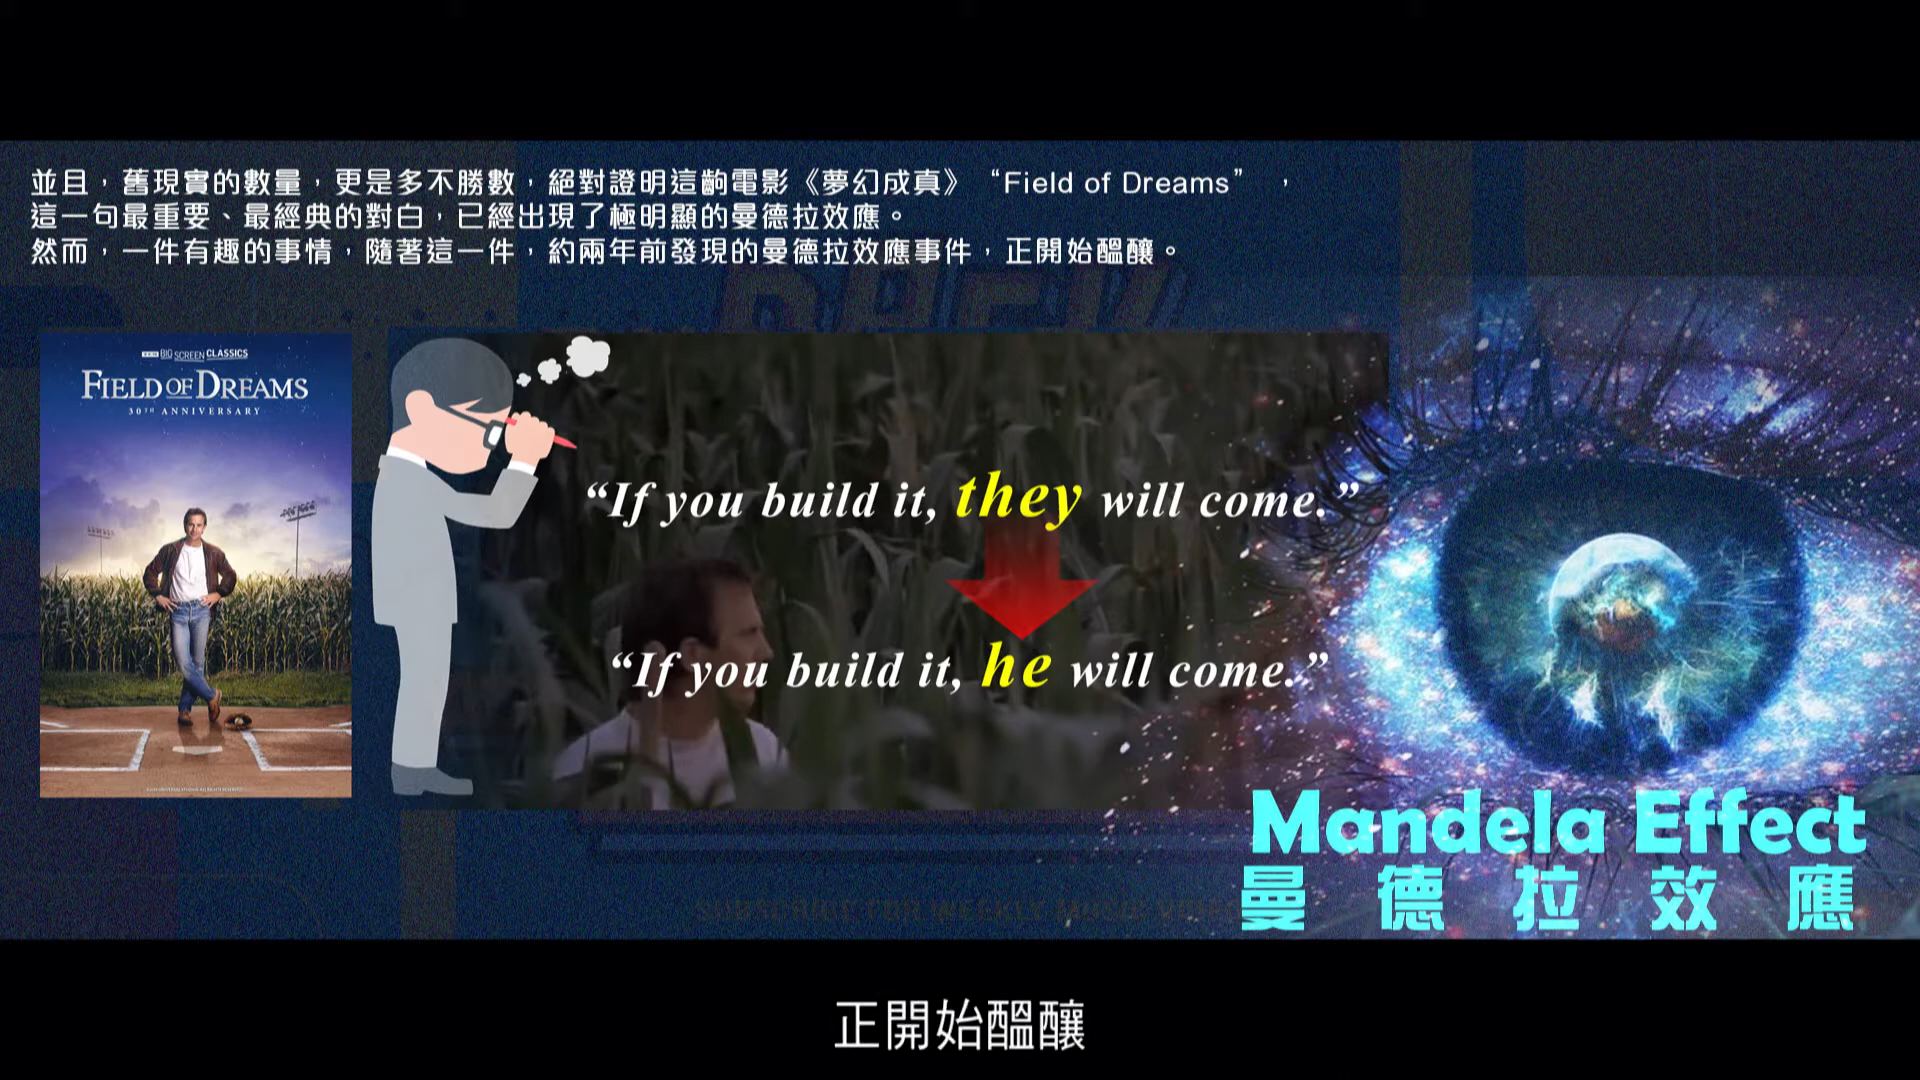 並且，舊現實的數量，更是多不勝數，絕對證明這齣電影《夢幻成真》“Field of Dreams”，
這一句最重要、最經典的對白，已經出現了極明顯的曼德拉效應。
然而，一件有趣的事情，隨著這一件，約兩年前發現的曼德拉效應事件，正開始醞釀。
BIG SCREEN CLASSICS
FIELD OF DREAMS
30TH ANNIVERSARY
“If you build it, they will come.”
“If you build it, he will come.”
Mandela Effect
曼德拉效應
正開始醞釀